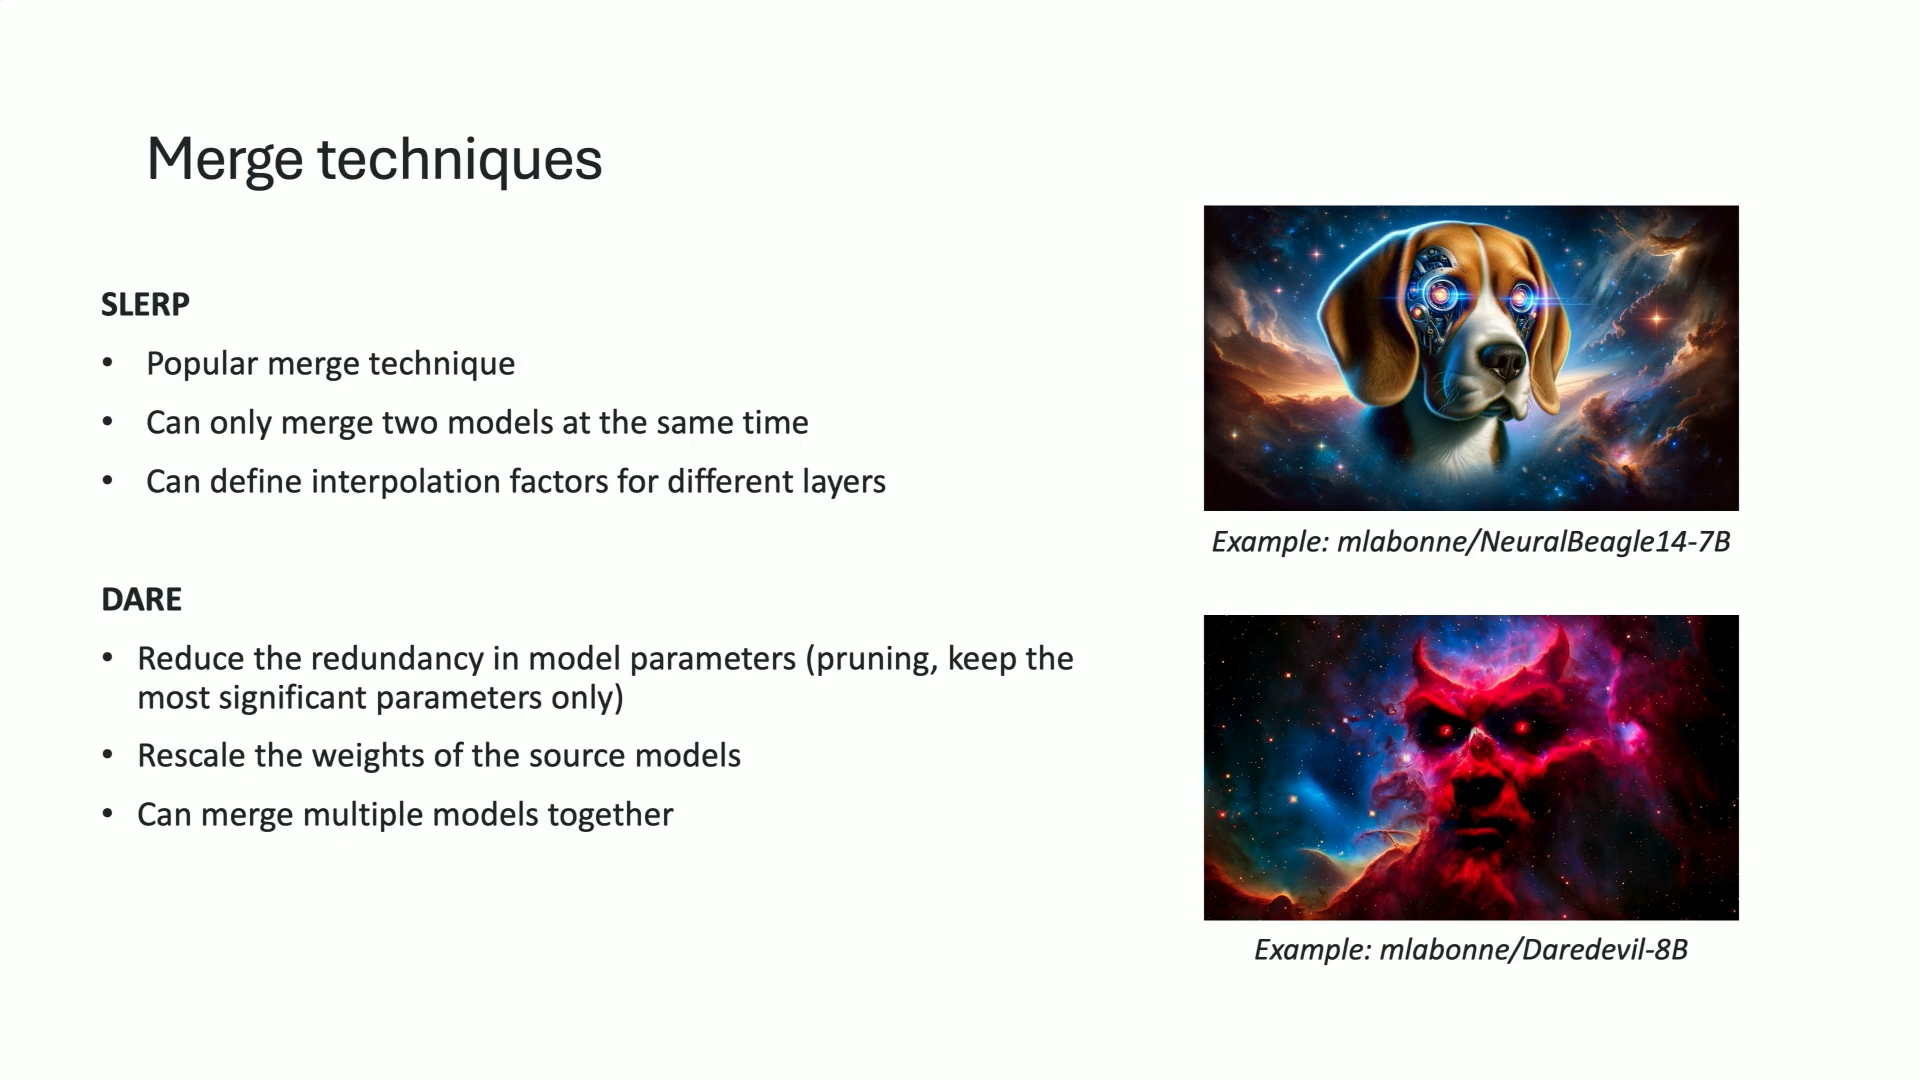 Merge techniques
SLERP
• Popular merge technique
• Can only merge two models at the same time
• Can define interpolation factors for different layers
Example: mlabonne/NeuralBeagle14-7B
DARE
• Reduce the redundancy in model parameters (pruning, keep the
most significant parameters only)
• Rescale the weights of the source models
• Can merge multiple models together
Example: mlabonne/Daredevil-8B